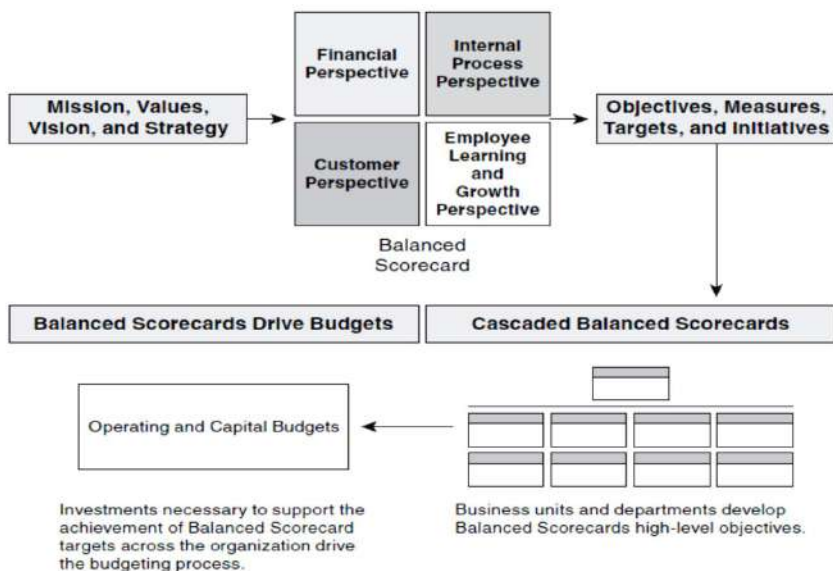 Financial
Perspective
Internal
Process
Perspective
Mission, Values,
Vision, and Strategy
Objectives, Measures,
Targets, and Initiatives
Customer
Perspective
Employee
Learning
and
Growth
Perspective
Balanced
Scorecard
Balanced Scorecards Drive Budgets
Cascaded Balanced Scorecards
Operating and Capital Budgets
Investments necessary to support the
achievement of Balanced Scorecard
targets across the organization drive
the budgeting process.
Business units and departments develop
Balanced Scorecards high-level objectives.